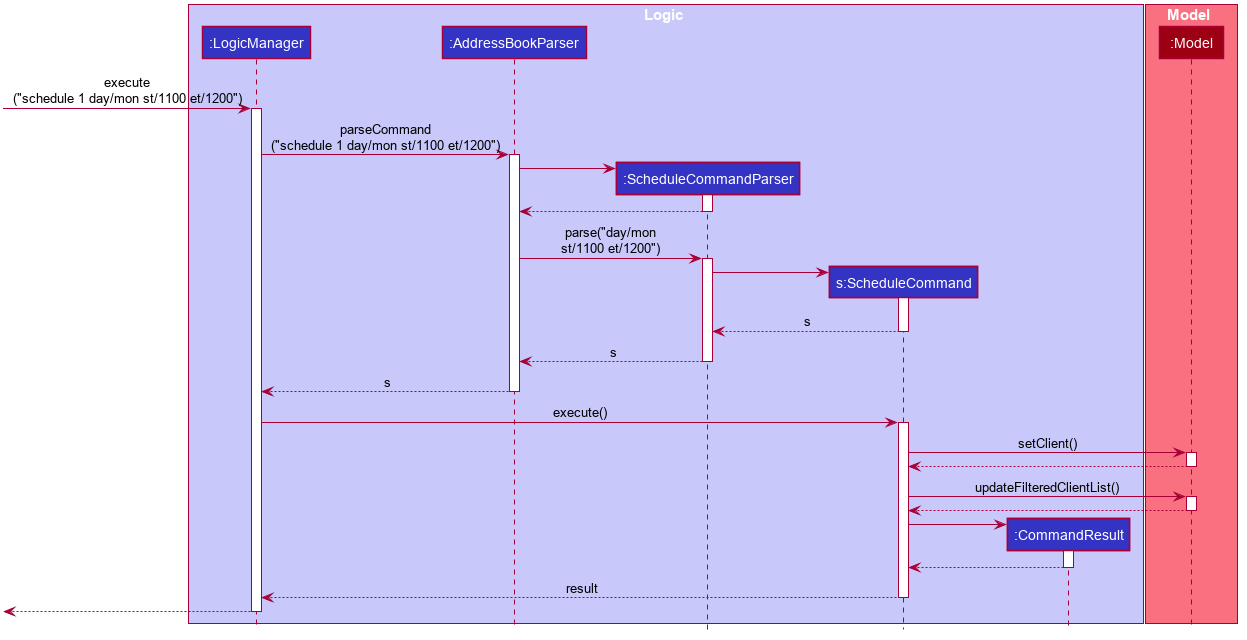 Logic
Model
:LogicManager
:AddressBookParser
:Model
execute
("schedule 1 day/mon st/1100 et/1200")
parseCommand
("schedule 1 day/mon st/1100 et/1200")
:ScheduleCommandParser
parse("day/mon
st/1100 et/1200")
s:ScheduleCommand
s
s
s
execute()
setClient()
updateFilteredClientList()
:CommandResult
result